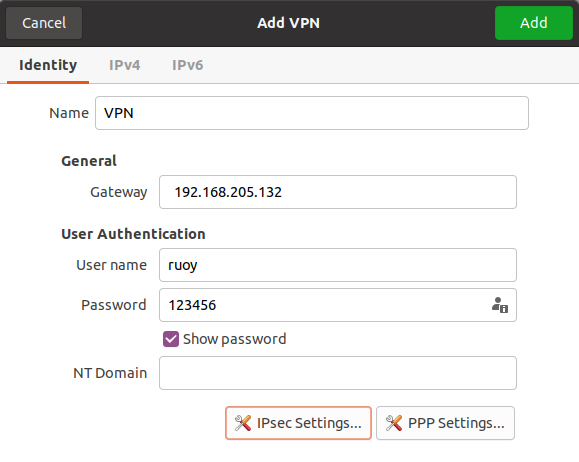 Cancel Add VPN Add
Identity IPv4 IPv6
Name VPN
General
Gateway 192.168.205.132
User Authentication
User name ruoy
Password 123456
Show password
NT Domain
IPsec Settings... PPP Settings...